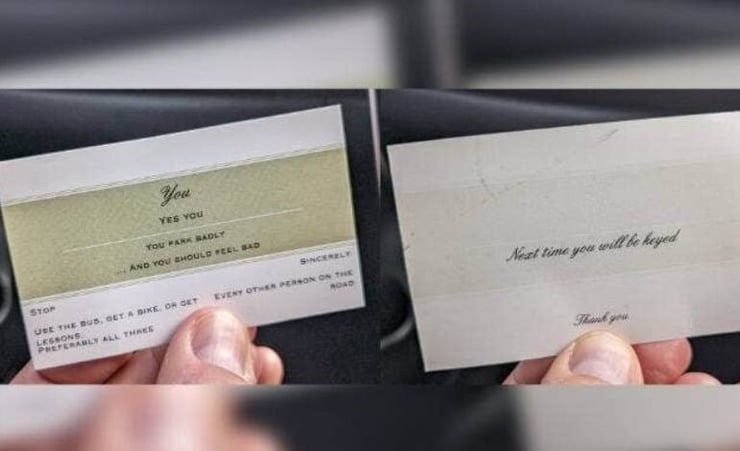 You
YES YOU
YOU PARK BADLY
... AND YOU SHOULD FEEL BAD
STOP
USE THE BUS, GET A BIKE, OR GET
LESSONS.
PREFERABLY ALL THREE
SINCERELY
EVERY OTHER PERSON ON THE
ROAD
Next time you will be keyed
Thank you